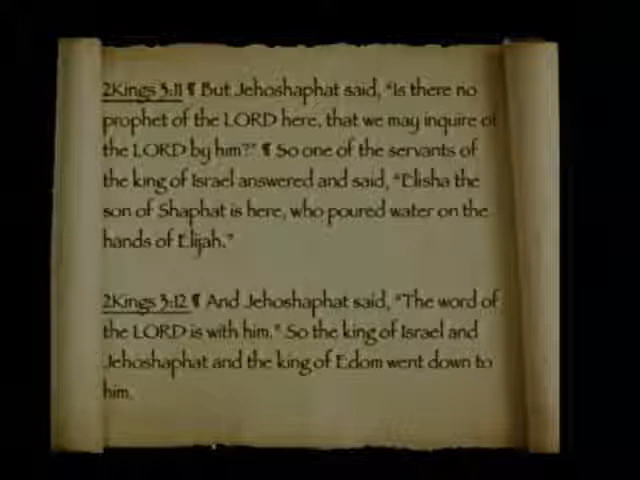 2Kings 3:11 ¶ But Jehoshaphat said, “Is there no
prophet of the LORD here, that we may inquire of
the LORD by him?” ¶ So one of the servants of
the king of Israel answered and said, “Elisha the
son of Shaphat is here, who poured water on the
hands of Elijah.”
2Kings 3:12 ¶ And Jehoshaphat said, “The word of
the LORD is with him.” So the king of Israel and
Jehoshaphat and the king of Edom went down to
him.